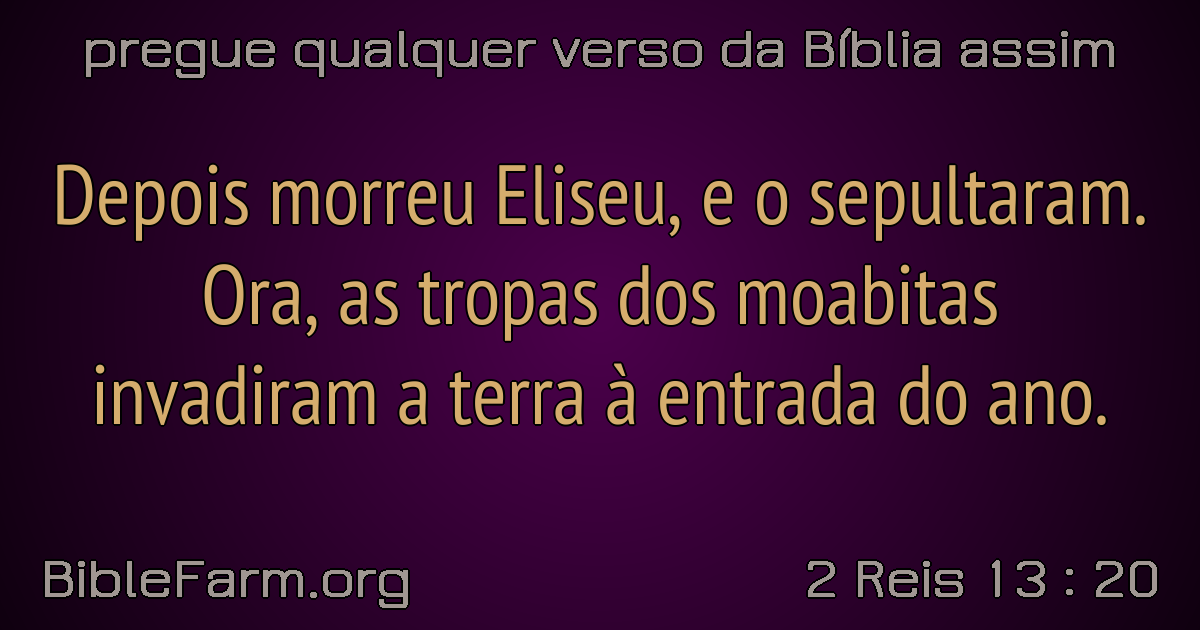 pregue qualquer verso da Bíblia assim
Depois morreu Eliseu, e o sepultaram.
Ora, as tropas dos moabitas
invadiram a terra à entrada do ano.
BibleFarm.org
2 Reis 13 : 20